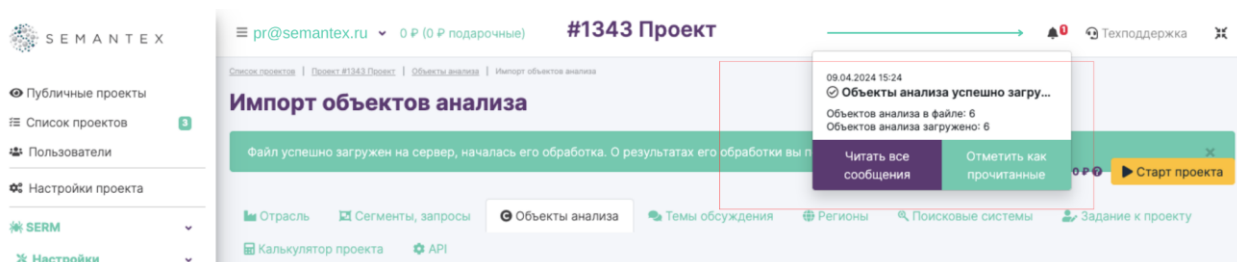 SEMANTEX
pr@semantex.ru 0 ₽ (0 ₽ подарочные) #1343 Проект 0 Техподдержка
Публичные проекты
Список проектов 3
Пользователи
Настройки проекта
SERM
Настройки
Список проектов | Проект #1343 Проект | Объекты анализа | Импорт объектов анализа
Импорт объектов анализа
Файл успешно загружен на сервер, началась его обработка. О результатах его обработки вы п
09.04.2024 15:24
Объекты анализа успешно загру...
Объектов анализа в файле: 6
Объектов анализа загружено: 6
Читать все
сообщения
Отметить как
прочитанные
0 ₽ Старт проекта
Отрасль Сегменты, запросы Объекты анализа Темы обсуждения Регионы Поисковые системы Задание к проекту
Калькулятор проекта API